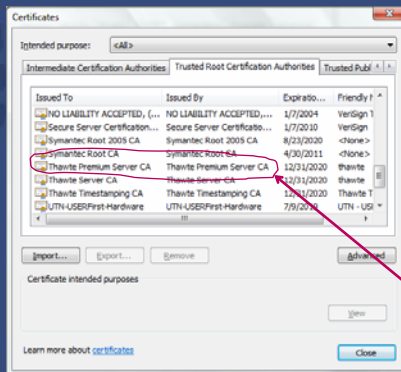 Certificates
Intended purpose: <All>
Intermediate Certification Authorities Trusted Root Certification Authorities Trusted Publ
Issued To Issued By Expiratio... Friendly
NO LIABILITY ACCEPTED, (... NO LIABILITY ACCEPTED,... 1/7/2004 VeriSign
Secure Server Certification... Secure Server Certificatio... 1/7/2010 VeriSign
Symantec Root 2005 CA Symantec Root 2005 CA 8/23/2020 <None>
Symantec Root CA Symantec Root CA 4/30/2011 <None>
Thawte Premium Server CA Thawte Premium Server CA 12/31/2020 thawte
Thawte Server CA Thawte Server CA 12/31/2020 thawte
Thawte Timestamping CA Thawte Timestamping CA 12/31/2020 Thawte T
UTN-USERFirst-Hardware UTN-USERFirst-Hardware 7/9/2019 UTN - USI
Import... Export... Remove Advanced
Certificate intended purposes
View
Learn more about certificates
Close